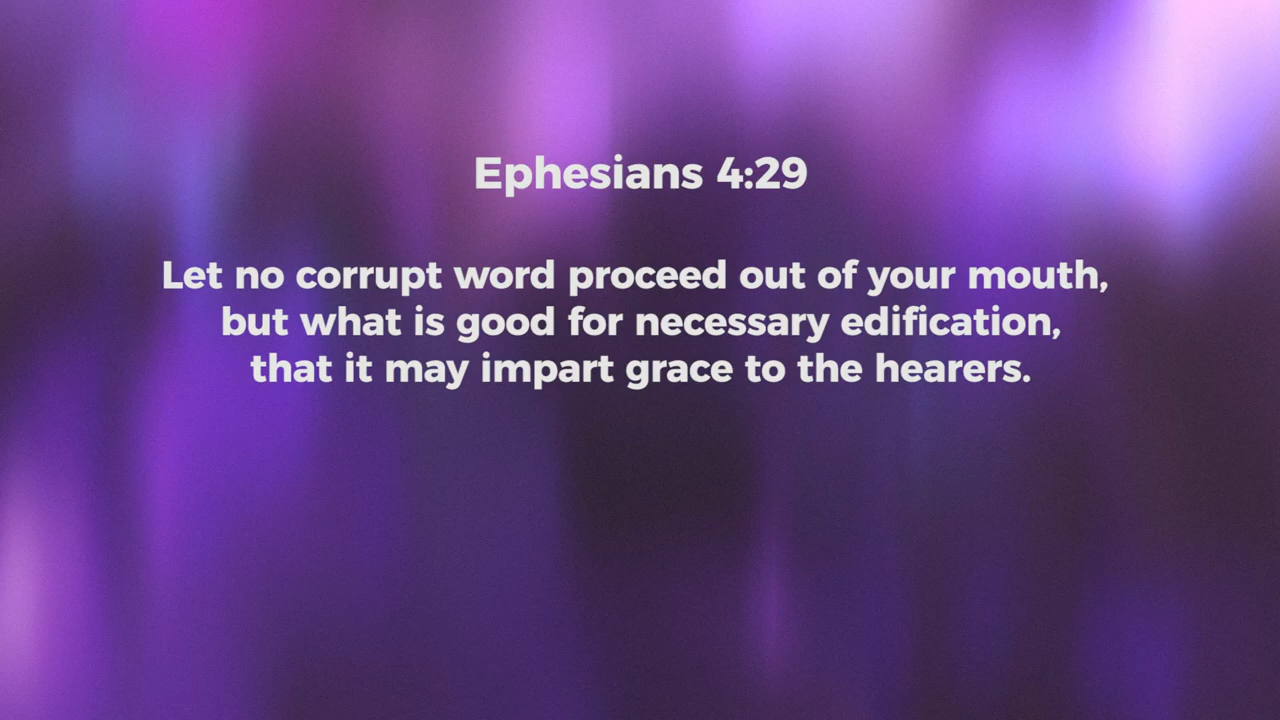 Ephesians 4:29
Let no corrupt word proceed out of your mouth,
but what is good for necessary edification,
that it may impart grace to the hearers.